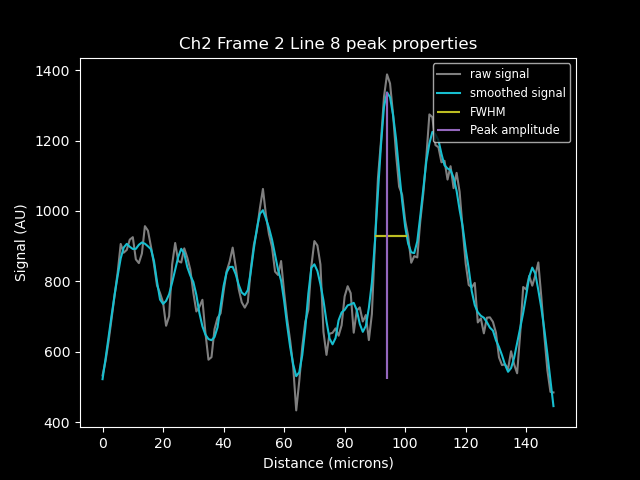 Ch2 Frame 2 Line 8 peak properties
raw signal
smoothed signal
FWHM
Peak amplitude
Signal (AU)
1400
1200
1000
800
600
400
0 20 40 60 80 100 120 140
Distance (microns)